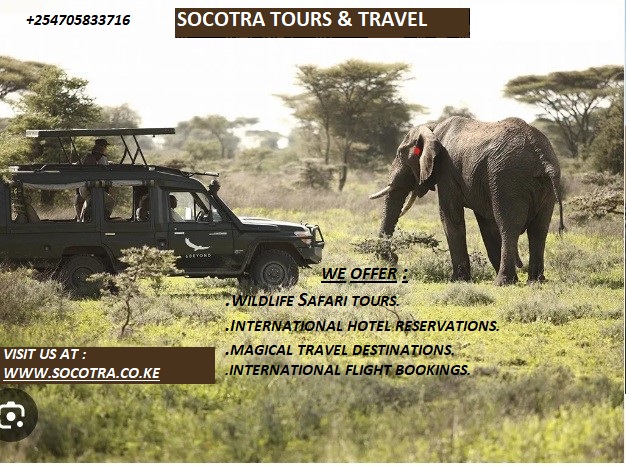 +254705833716
SOCOTRA TOURS & TRAVEL
&BEYOND
WE OFFER :
.WILDLIFE SAFARI TOURS.
.INTERNATIONAL HOTEL RESERVATIONS.
.MAGICAL TRAVEL DESTINATIONS.
.INTERNATIONAL FLIGHT BOOKINGS.
VISIT US AT :
WWW.SOCOTRA.CO.KE